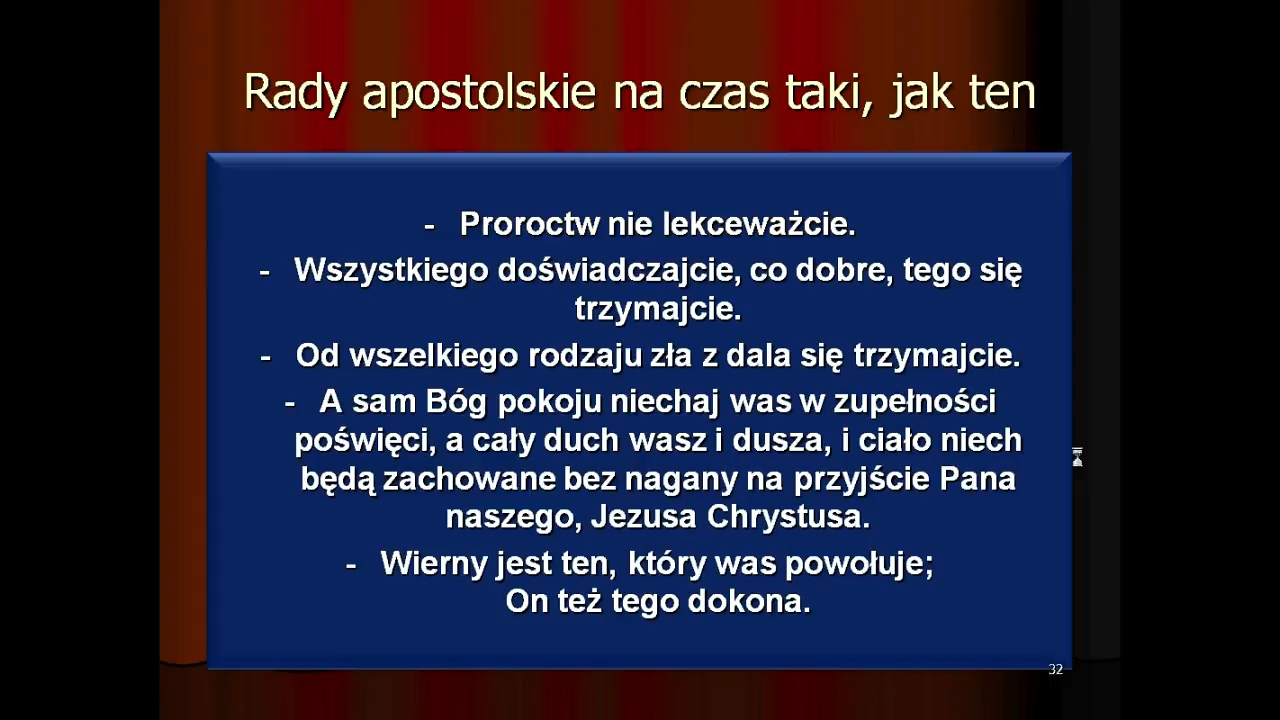 Rady apostolskie na czas taki, jak ten
- Proroctw nie lekceważcie.
- Wszystkiego doświadczajcie, co dobre, tego się
trzymajcie.
- Od wszelkiego rodzaju zła z dala się trzymajcie.
- A sam Bóg pokoju niechaj was w zupełności
poświęci, a cały duch wasz i dusza, i ciało niech
będą zachowane bez nagany na przyjście Pana
naszego, Jezusa Chrystusa.
- Wierny jest ten, który was powołuje;
On też tego dokona.
32